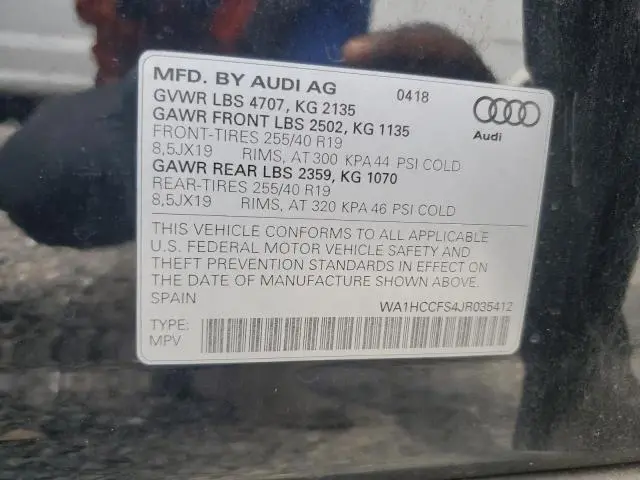 MFD. BY AUDI AG 0418
GVWR LBS 4707, KG 2135
GAWR FRONT LBS 2502, KG 1135
FRONT-TIRES 255/40 R19
8,5JX19 RIMS, AT 300 KPA 44 PSI COLD
GAWR REAR LBS 2359, KG 1070
REAR-TIRES 255/40 R19
8,5JX19 RIMS, AT 320 KPA 46 PSI COLD
Audi
THIS VEHICLE CONFORMS TO ALL APPLICABLE
U.S. FEDERAL MOTOR VEHICLE SAFETY AND
THEFT PREVENTION STANDARDS IN EFFECT ON
THE DATE OF MANUFACTURE SHOWN ABOVE.
SPAIN WA1HCCFS4JR035412
TYPE:
MPV